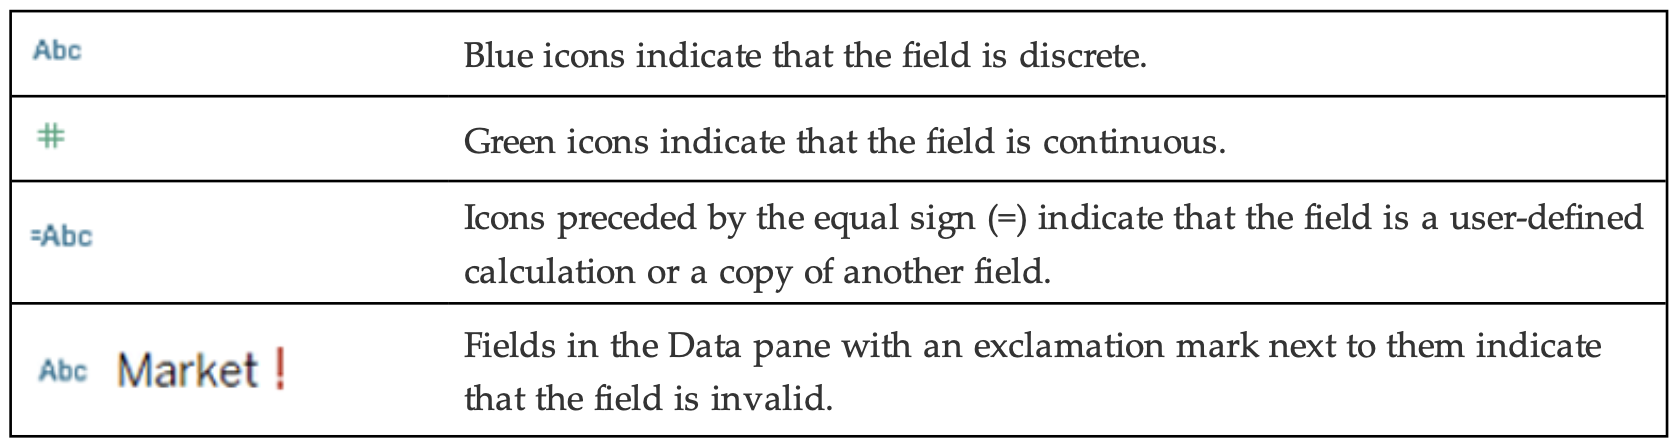 Abc Blue icons indicate that the field is discrete.
# Green icons indicate that the field is continuous.
=Abc Icons preceded by the equal sign (=) indicate that the field is a user-defined
calculation or a copy of another field.
Abc Market ! Fields in the Data pane with an exclamation mark next to them indicate
that the field is invalid.